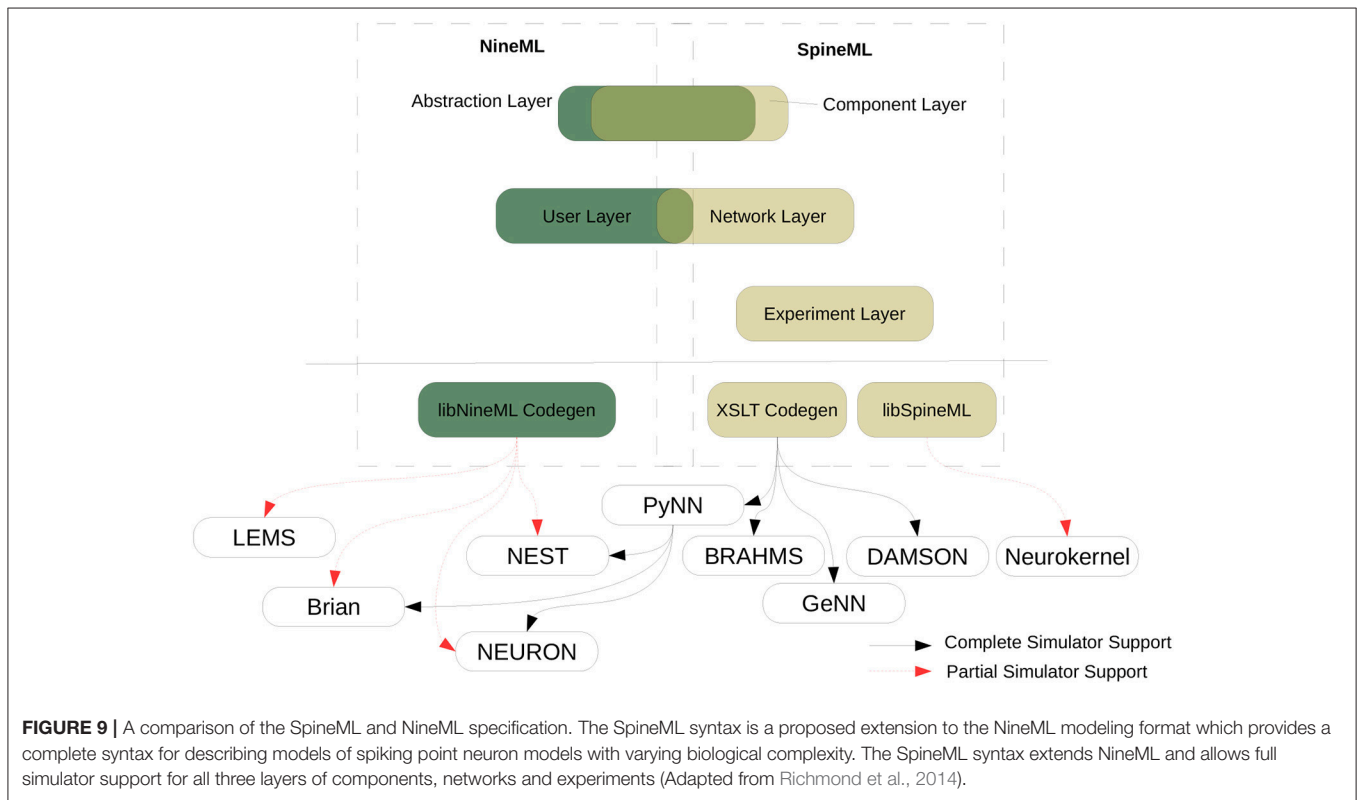 NineML
SpineML
Abstraction Layer
Component Layer
User Layer
Network Layer
Experiment Layer
libNineML Codegen
XSLT Codegen
libSpineML
PyNN
LEMS
NEST
BRAHMS
DAMSON
Neurokernel
Brian
GeNN
NEURON
Complete Simulator Support
Partial Simulator Support
FIGURE 9 | A comparison of the SpineML and NineML specification. The SpineML syntax is a proposed extension to the NineML modeling format which provides a
complete syntax for describing models of spiking point neuron models with varying biological complexity. The SpineML syntax extends NineML and allows full
simulator support for all three layers of components, networks and experiments (Adapted from Richmond et al., 2014).